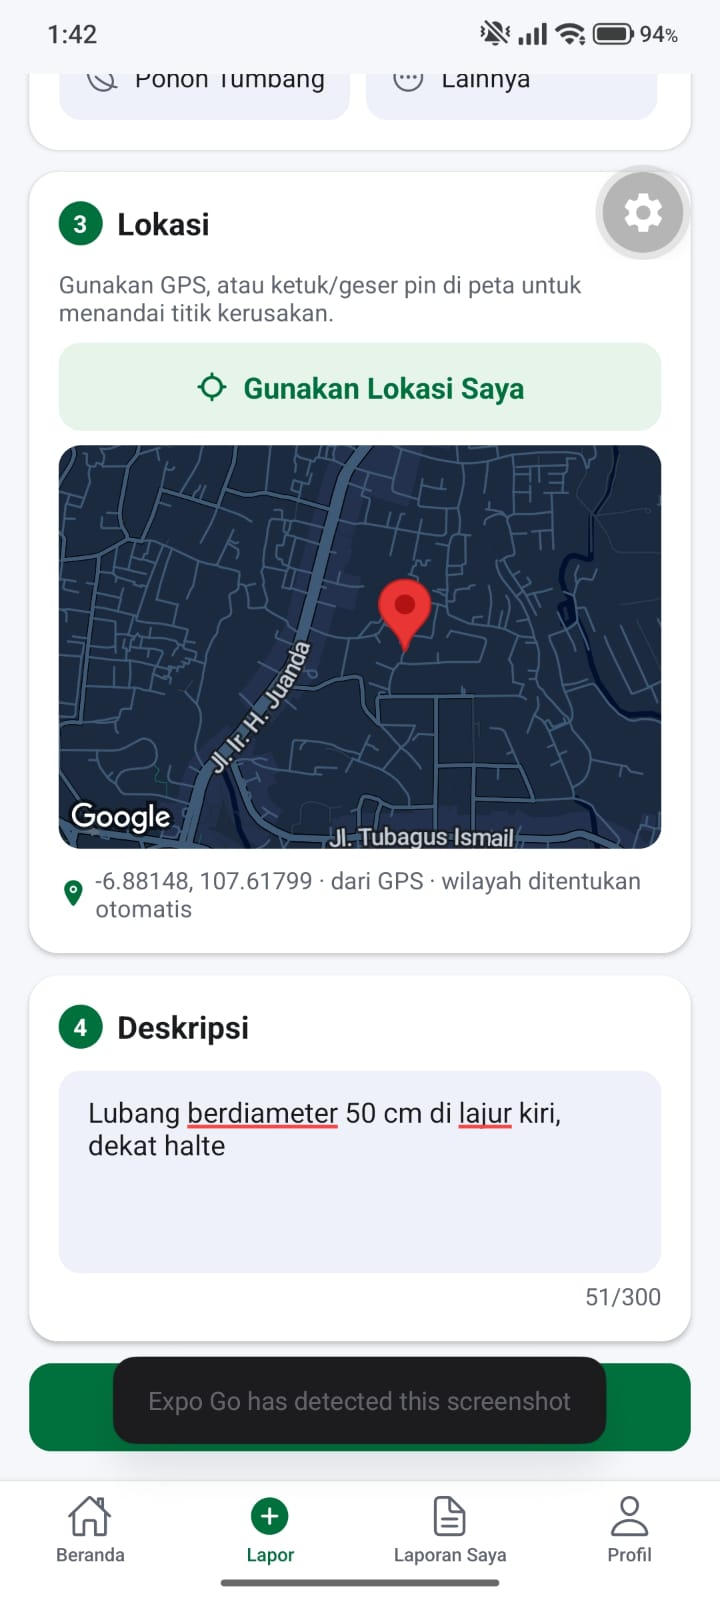 1:42
94%
Pohon Tumbang
Lainnya
3 Lokasi
Gunakan GPS, atau ketuk/geser pin di peta untuk
menandai titik kerusakan.
Gunakan Lokasi Saya
Jl. Ir. H. Juanda
Google
Jl. Tubagus Ismail
-6.88148, 107.61799 · dari GPS · wilayah ditentukan
otomatis
4 Deskripsi
Lubang berdiameter 50 cm di lajur kiri,
dekat halte
51/300
Expo Go has detected this screenshot
Beranda
Lapor
Laporan Saya
Profil